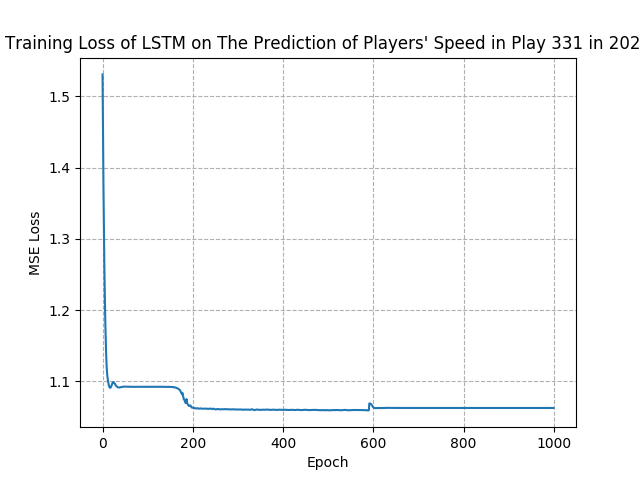 Training Loss of LSTM on The Prediction of Players' Speed in Play 331 in 202
1.5
1.4
1.3
1.2
1.1
MSE Loss
0 200 400 600 800 1000
Epoch